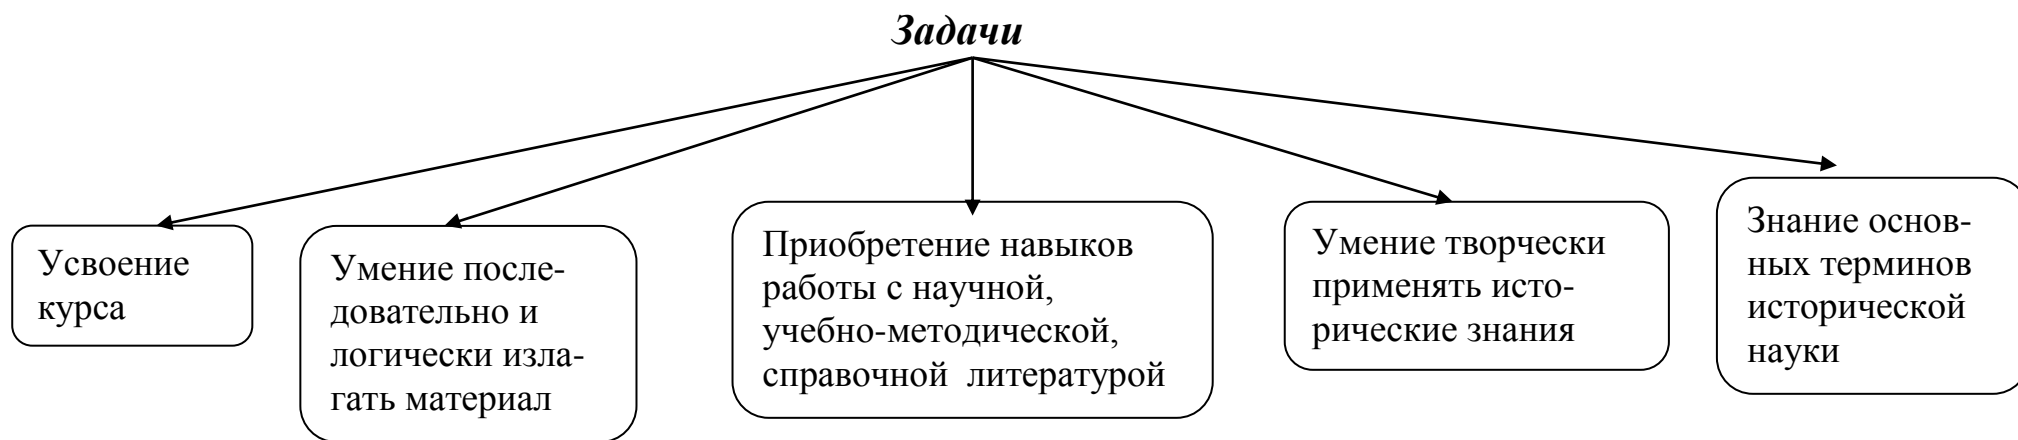 Задачи
Усвоение
курса
Умение после-
довательно и
логически изла-
гать материал
Приобретение навыков
работы с научной,
учебно-методической,
справочной литературой
Умение творчески
применять исто-
рические знания
Знание основ-
ных терминов
исторической
науки